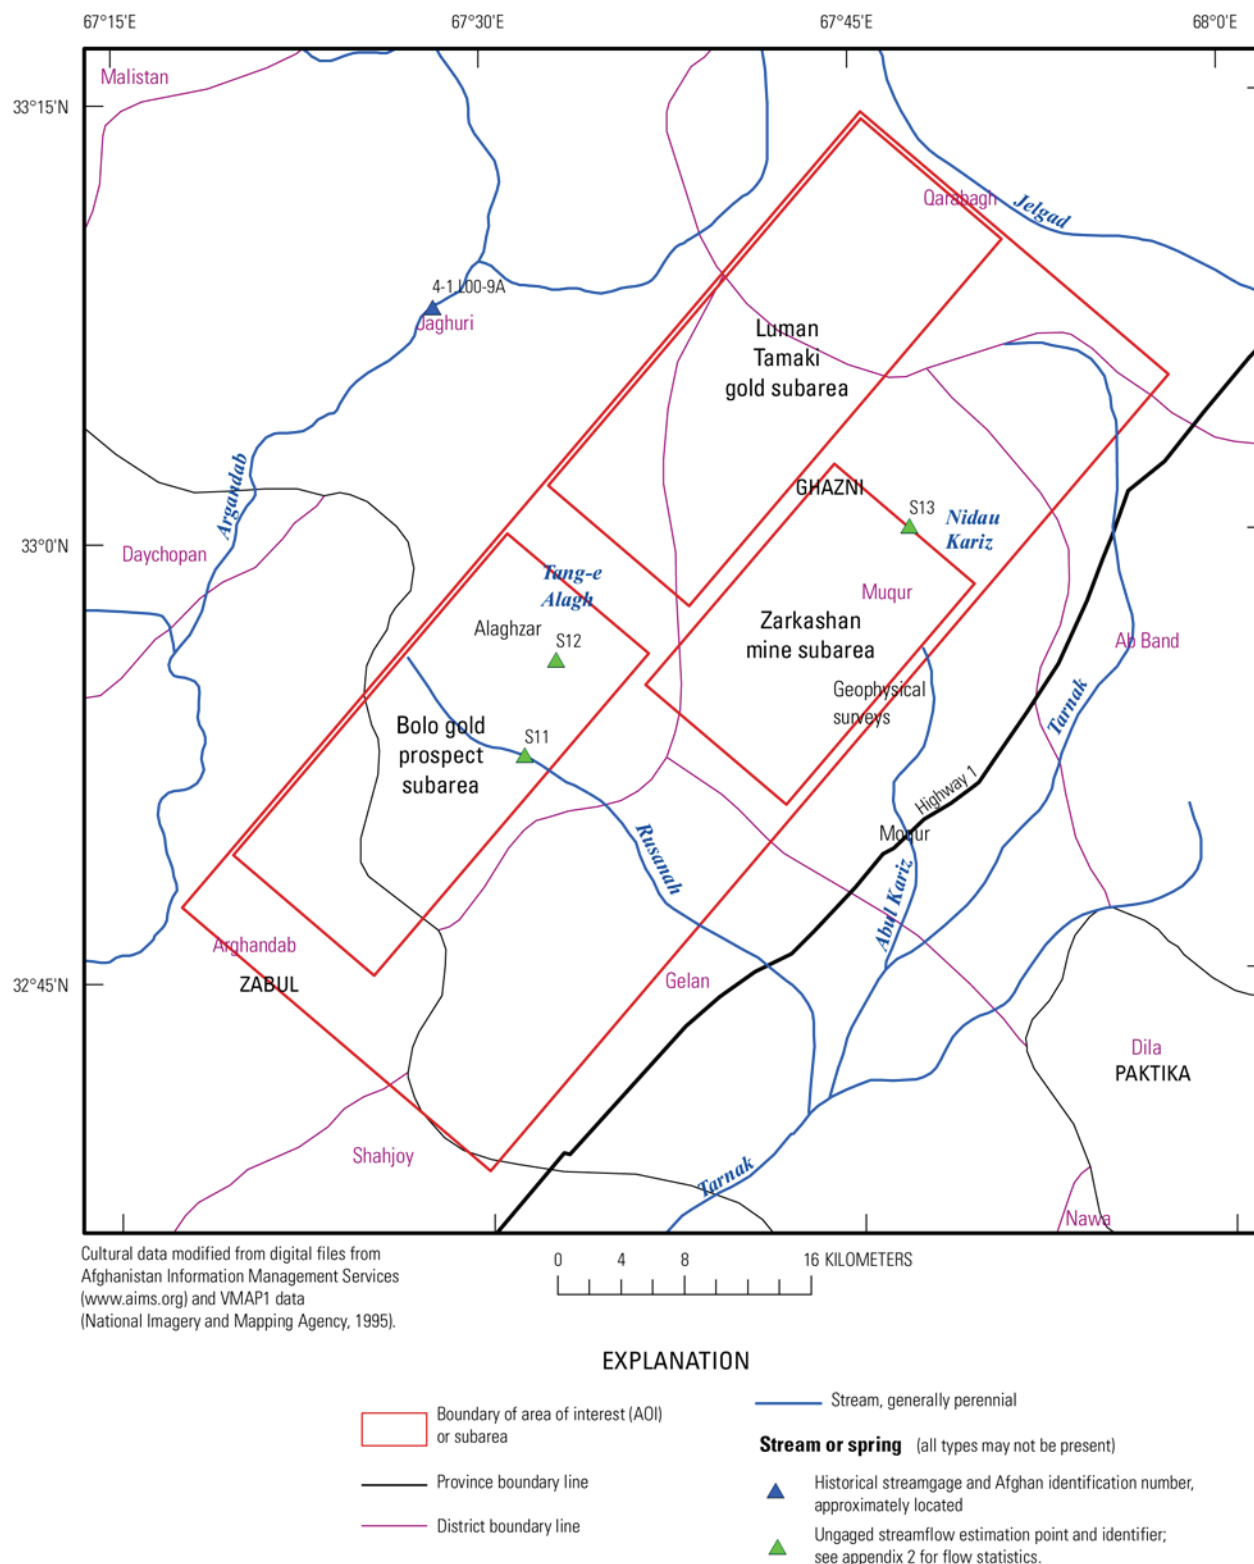 67°15'E
67°30'E
67°45'E
68°0'E
Malistan
33°15'N
Qarabagh
Jelgad
4-1.L00-9A
Jaghuri
Luman
Tamaki
gold subarea
Argandab
GHAZNI
S13
Nidau
Kariz
33°0'N
Daychopan
Tang-e
Alagh
Muqur
Alaghzar
S12
Zarkashan
mine subarea
Ab Band
Geophysical
surveys
Tarnak
Bolo gold
prospect
subarea
S11
Highway 1
Moqur
Rusanah
Abul Kariz
Arghandab
ZABUL
Gelan
32°45'N
Dila
PAKTIKA
Shahjoy
Tarnak
Nawa
Cultural data modified from digital files from
Afghanistan Information Management Services
(www.aims.org) and VMAP1 data
(National Imagery and Mapping Agency, 1995).
0 4 8 16 KILOMETERS
EXPLANATION
Boundary of area of interest (AOI)
or subarea
Province boundary line
District boundary line
Stream, generally perennial
Stream or spring (all types may not be present)
Historical streamgage and Afghan identification number,
approximately located
Ungaged streamflow estimation point and identifier;
see appendix 2 for flow statistics.